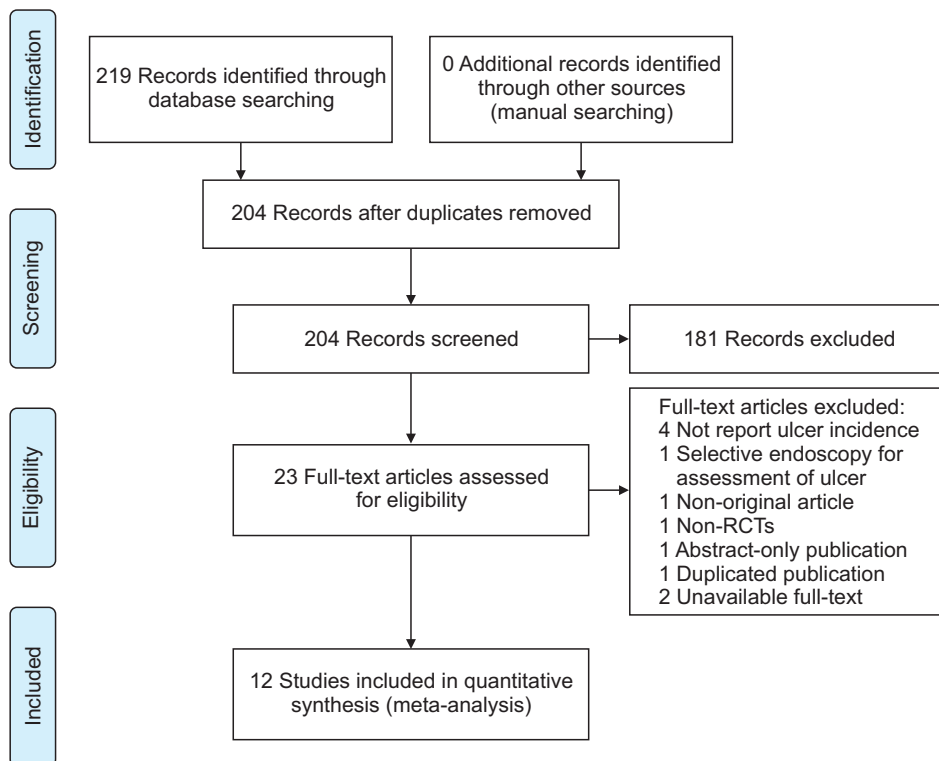 Identification
219 Records identified through
database searching
0 Additional records identified
through other sources
(manual searching)
204 Records after duplicates removed
Screening
204 Records screened
181 Records excluded
Eligibility
23 Full-text articles assessed
for eligibility
Full-text articles excluded:
4 Not report ulcer incidence
1 Selective endoscopy for
assessment of ulcer
1 Non-original article
1 Non-RCTs
1 Abstract-only publication
1 Duplicated publication
2 Unavailable full-text
Included
12 Studies included in quantitative
synthesis (meta-analysis)